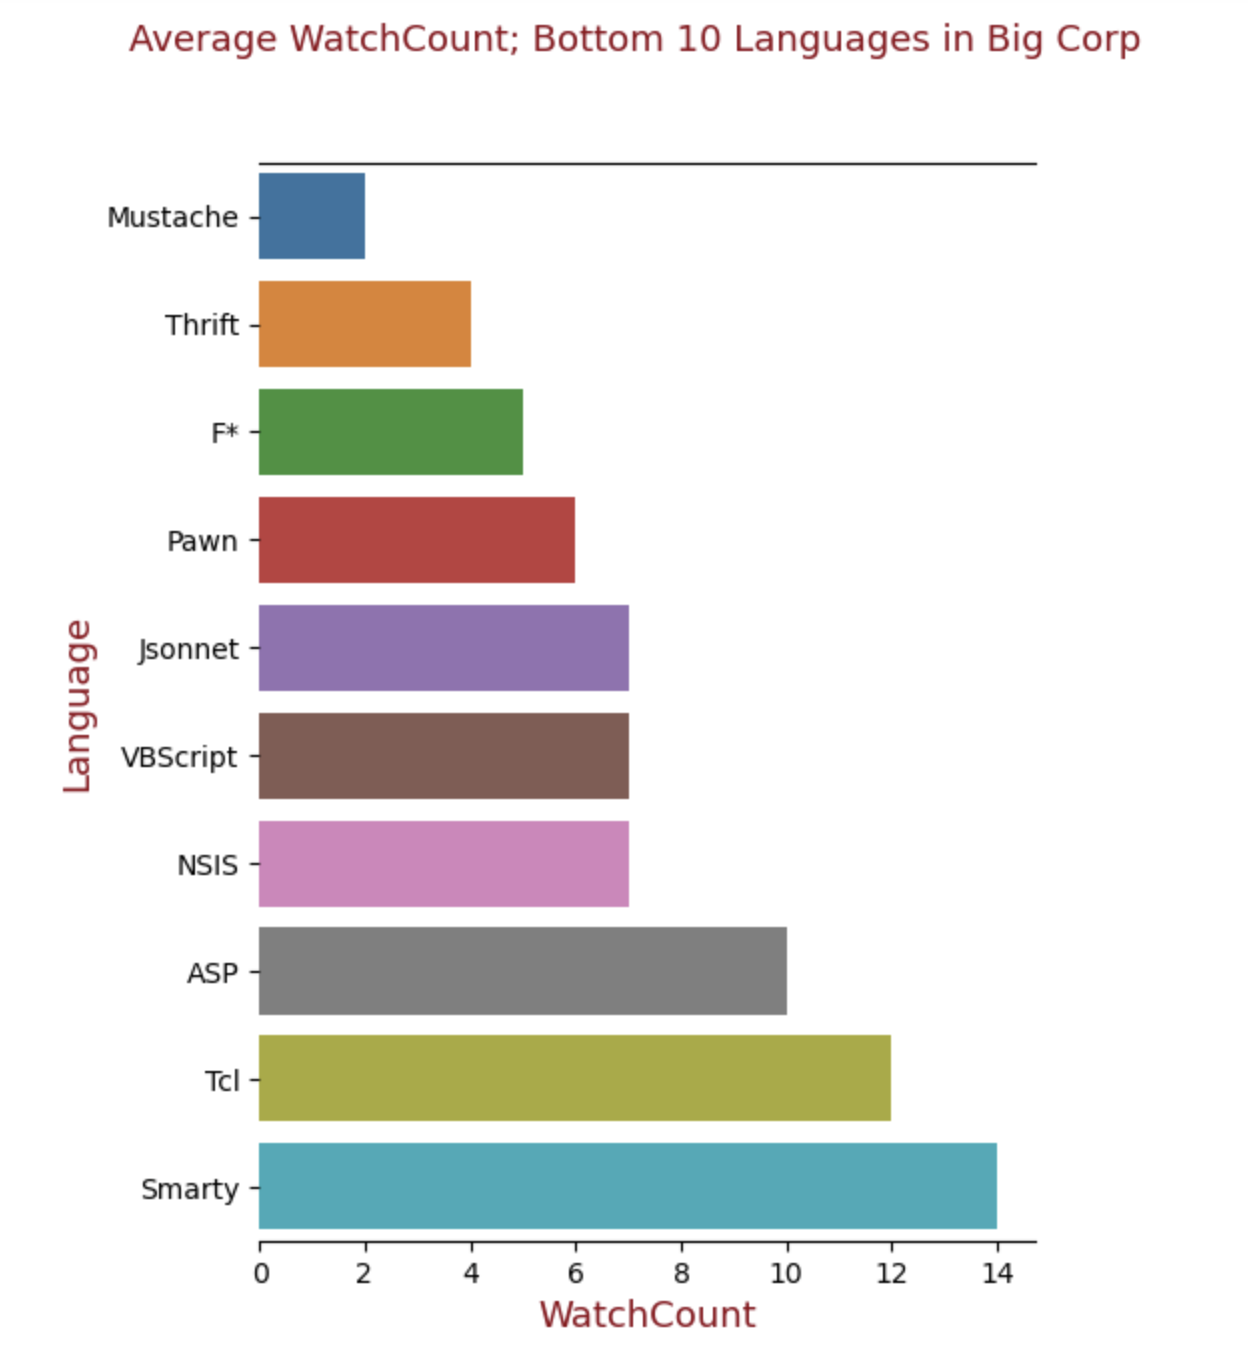 Average WatchCount; Bottom 10 Languages in Big Corp
Mustache
Thrift
F*
Pawn
Jsonnet
VBScript
NSIS
ASP
Tcl
Smarty
Language
0 2 4 6 8 10 12 14
WatchCount